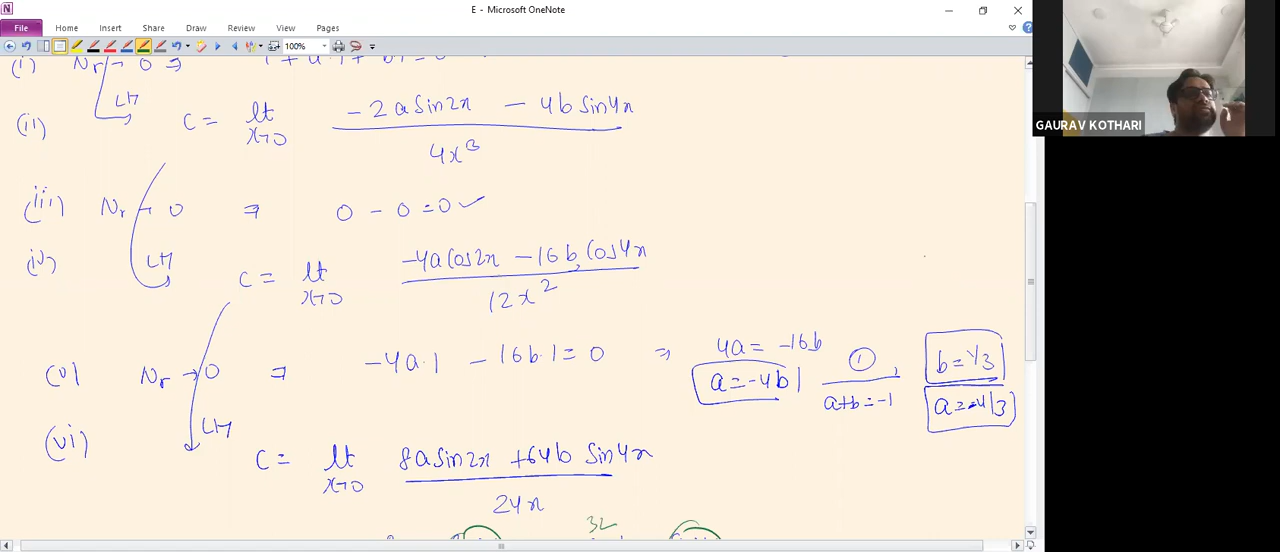 E - Microsoft OneNote
File Home Insert Share Draw Review View Pages
100%
GAURAV KOTHARI
(i) Nr → 0 ⇒
LH
(ii) C = lt x→0 (-2a sin2x - 4b sin4x) / 4x³
(iii) Nr → 0 ⇒ 0 - 0 = 0 ✓
LH
(iv) C = lt x→0 (-4a cos2x - 16b cos4x) / 12x²
(v) Nr → 0 ⇒ -4a·1 - 16b·1 = 0 ⇒ 4a = -16b
a = -4b
① a+b = -1
b = 1/3
a = -4/3
LH
(vi) C = lt x→0 (8a sin2x + 64b sin4x) / 24x
32